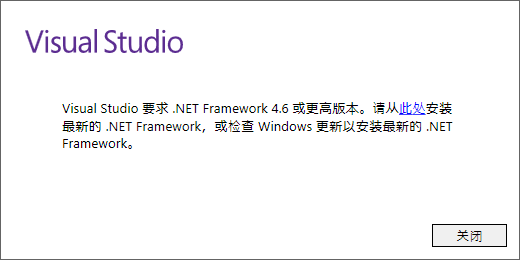 Visual Studio
Visual Studio 要求 .NET Framework 4.6 或更高版本。请从此处安装
最新的 .NET Framework，或检查 Windows 更新以安装最新的 .NET
Framework。
关闭